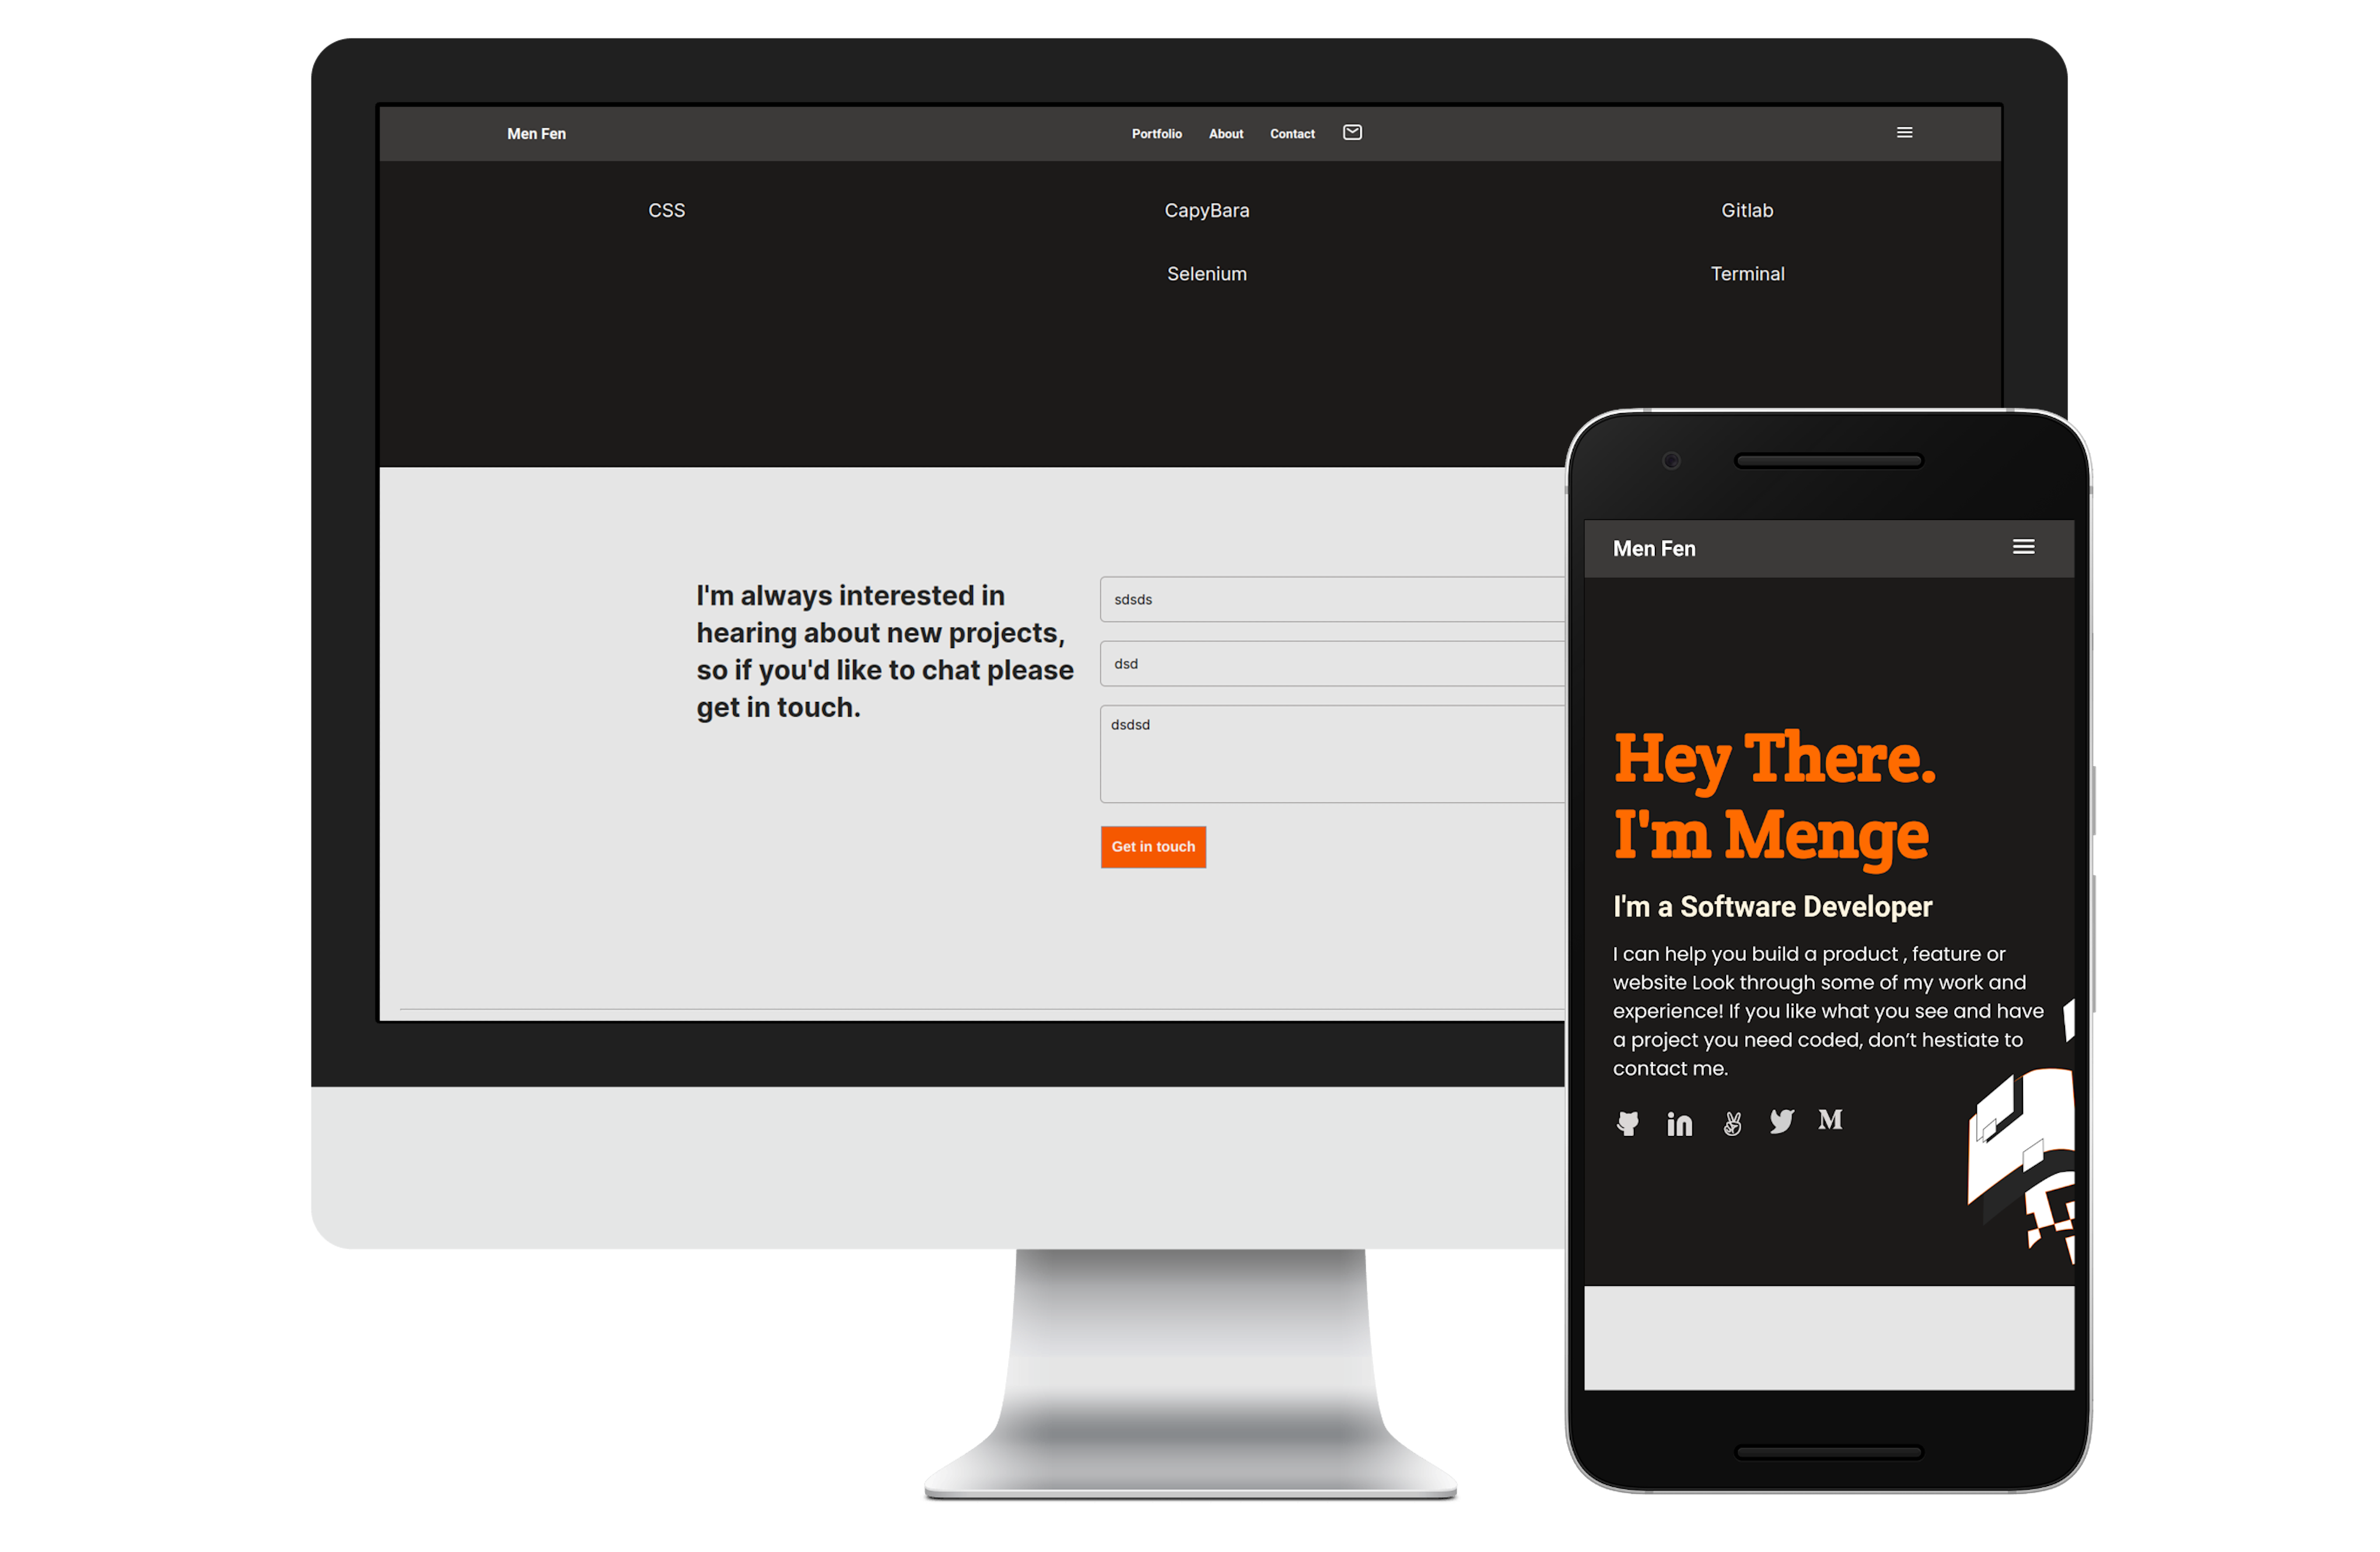 Men Fen
Portfolio About Contact
CSS CapyBara Gitlab
Selenium Terminal
I'm always interested in
hearing about new projects,
so if you'd like to chat please
get in touch.
sdsds
dsd
dsdsd
Get in touch
Men Fen
Hey There.
I'm Menge
I'm a Software Developer
I can help you build a product , feature or
website Look through some of my work and
experience! If you like what you see and have
a project you need coded, don’t hestiate to
contact me.